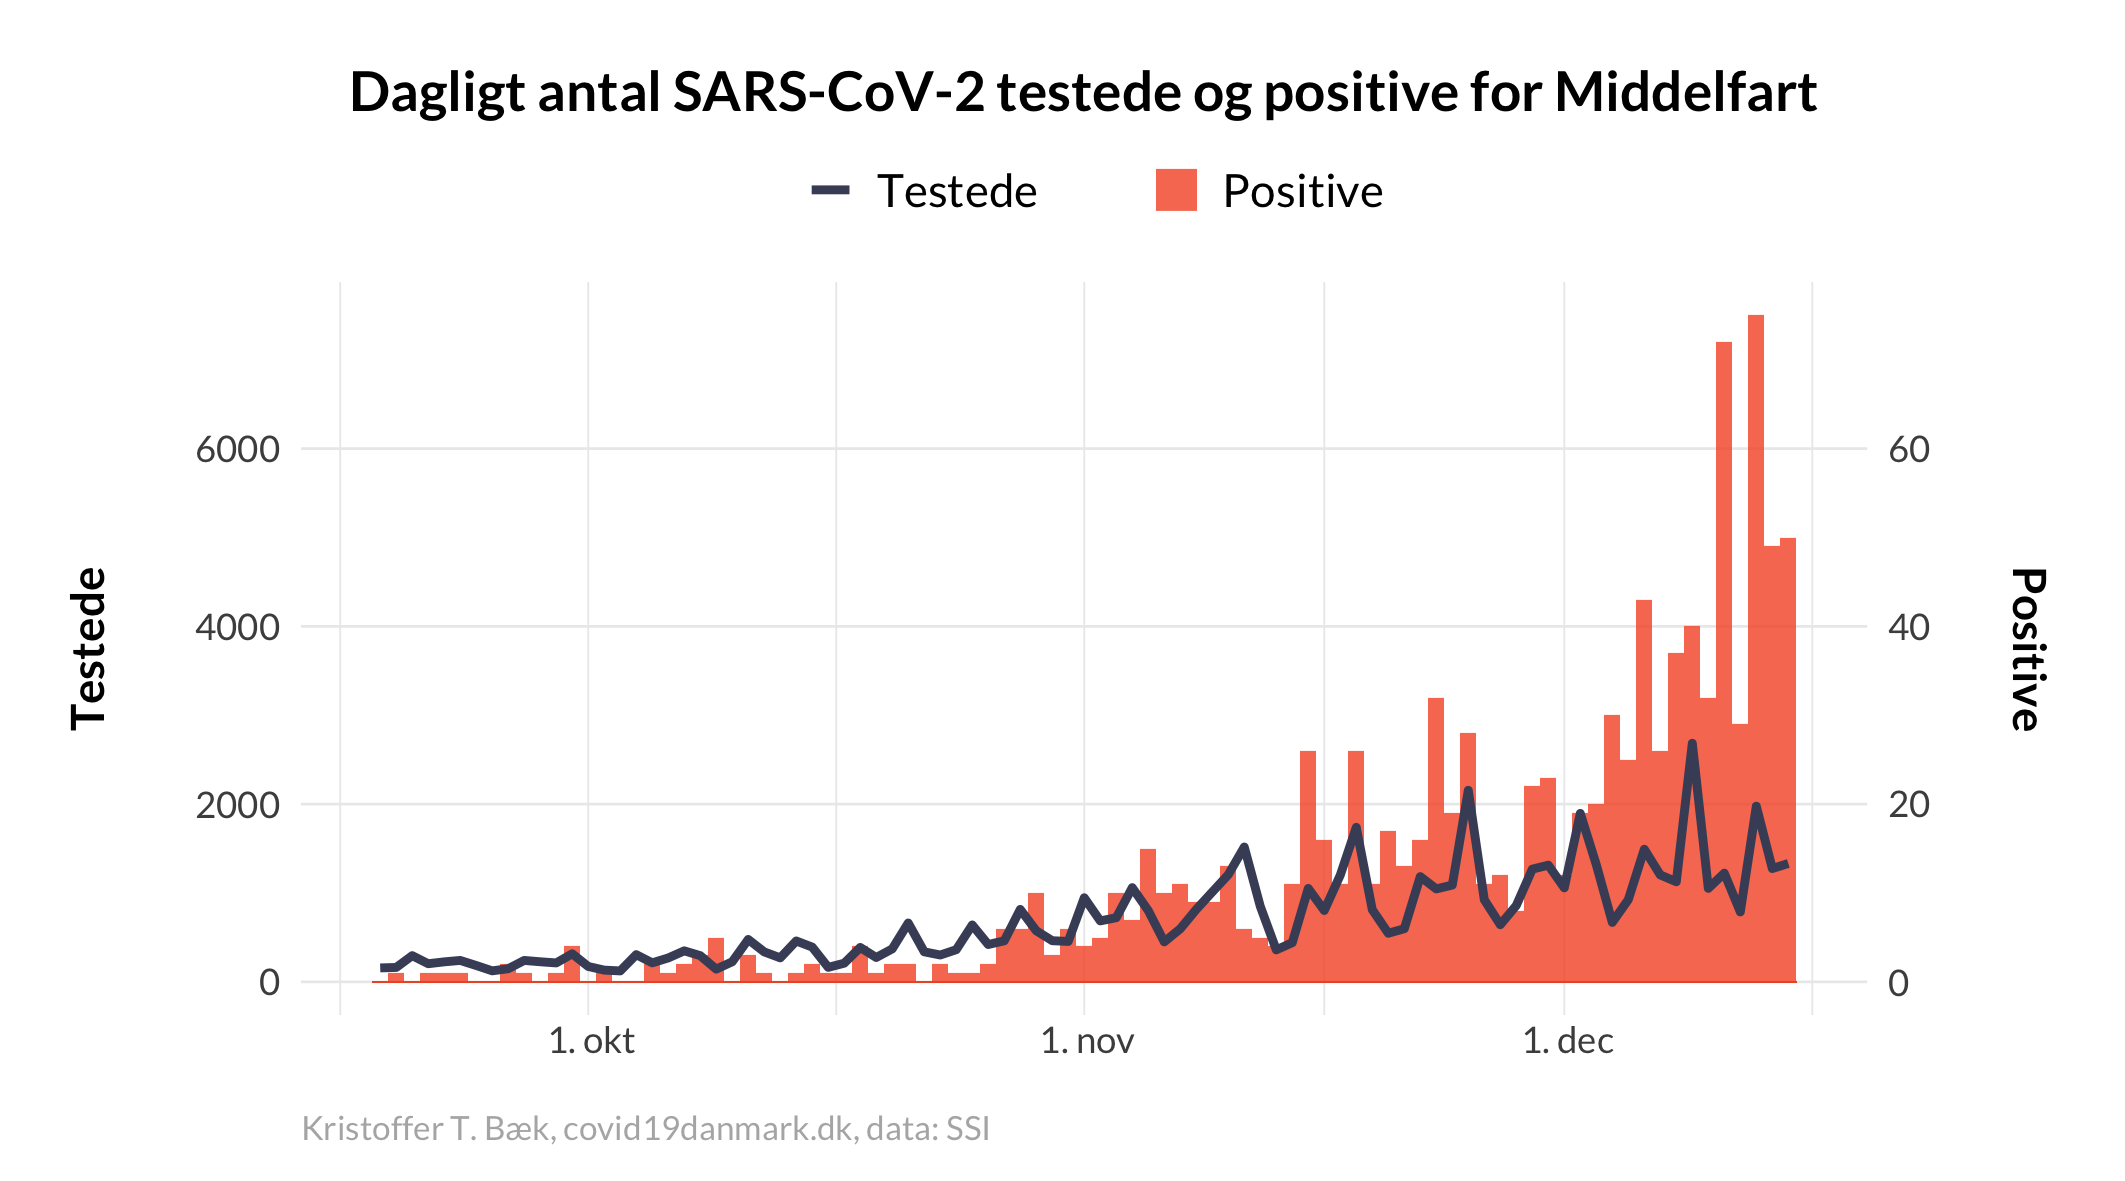 Dagligt antal SARS-CoV-2 testede og positive for Middelfart
Testede
Positive
Testede
6000
4000
2000
0
60
40
20
0
Positive
1. okt
1. nov
1. dec
Kristoffer T. Bæk, covid19danmark.dk, data: SSI